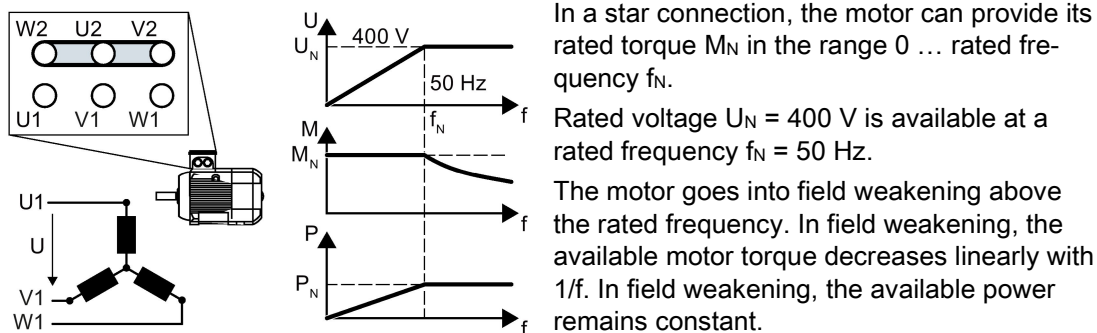 W2 U2 V2
U1 V1 W1
U1
U
V1
W1
U
U_N
400 V
50 Hz
f
f_N
M
M_N
f
P
P_N
f
In a star connection, the motor can provide its
rated torque M_N in the range 0 … rated fre-
quency f_N.
Rated voltage U_N = 400 V is available at a
rated frequency f_N = 50 Hz.
The motor goes into field weakening above
the rated frequency. In field weakening, the
available motor torque decreases linearly with
1/f. In field weakening, the available power
remains constant.